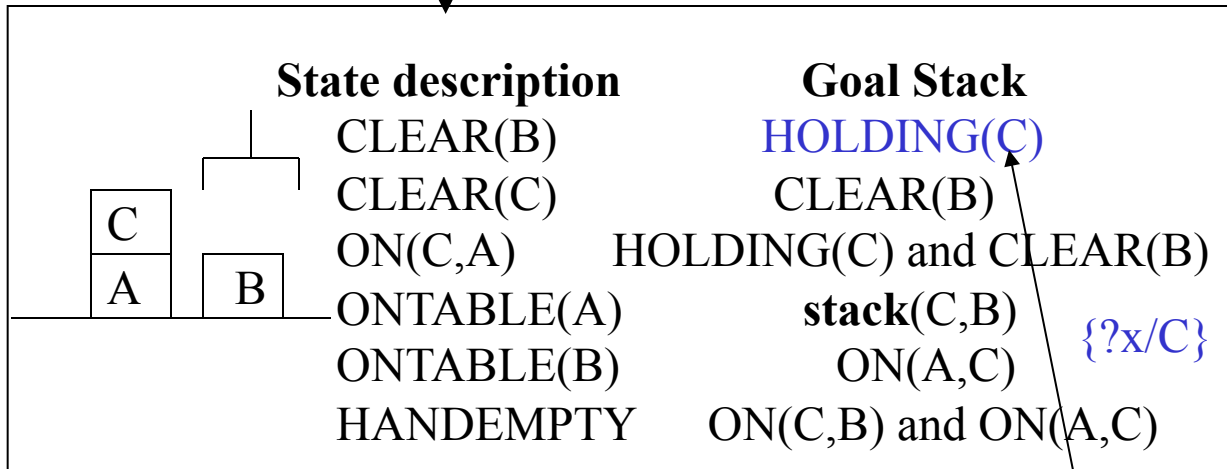 State description Goal Stack
CLEAR(B) HOLDING(C)
CLEAR(C) CLEAR(B)
C
ON(C,A) HOLDING(C) and CLEAR(B)
A B
ONTABLE(A) stack(C,B)
{?x/C}
ONTABLE(B) ON(A,C)
HANDEMPTY ON(C,B) and ON(A,C)